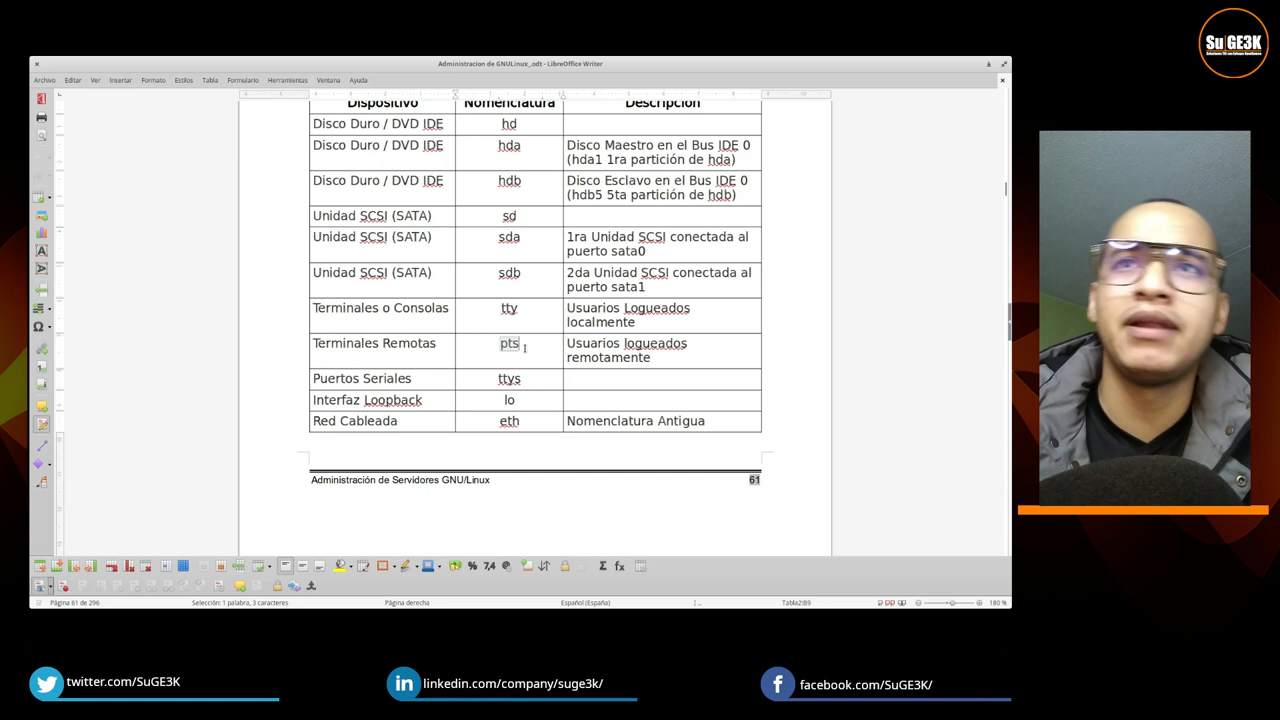 SuGE3K
Administracion de GNULinux_.odt - LibreOffice Writer
Archivo Editar Ver Insertar Formato Estilos Tabla Formulario Herramientas Ventana Ayuda
Dispositivo Nomenclatura Descripción
Disco Duro / DVD IDE hd
Disco Duro / DVD IDE hda Disco Maestro en el Bus IDE 0
(hda1 1ra partición de hda)
Disco Duro / DVD IDE hdb Disco Esclavo en el Bus IDE 0
(hdb5 5ta partición de hdb)
Unidad SCSI (SATA) sd
Unidad SCSI (SATA) sda 1ra Unidad SCSI conectada al
puerto sata0
Unidad SCSI (SATA) sdb 2da Unidad SCSI conectada al
puerto sata1
Terminales o Consolas tty Usuarios Logueados
localmente
Terminales Remotas pts Usuarios logueados
remotamente
Puertos Seriales ttys
Interfaz Loopback lo
Red Cableada eth Nomenclatura Antigua
Administración de Servidores GNU/Linux 61
Página 61 de 296 Selección: 1 palabra, 3 caracteres Página derecha Español (España) Tabla2:B9 180 %
twitter.com/SuGE3K
linkedin.com/company/suge3k/
facebook.com/SuGE3K/